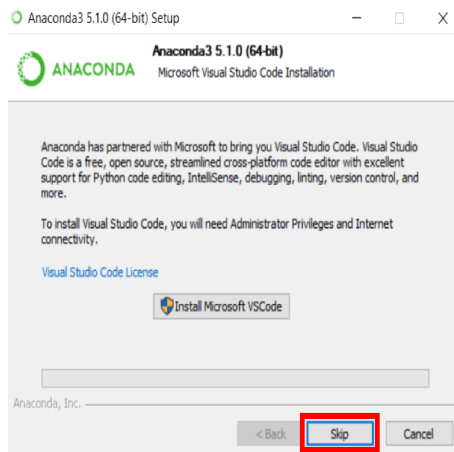 Anaconda3 5.1.0 (64-bit) Setup
Anaconda3 5.1.0 (64-bit)
ANACONDA
Microsoft Visual Studio Code Installation
Anaconda has partnered with Microsoft to bring you Visual Studio Code. Visual Studio
Code is a free, open source, streamlined cross-platform code editor with excellent
support for Python code editing, IntelliSense, debugging, linting, version control, and
more.
To install Visual Studio Code, you will need Administrator Privileges and Internet
connectivity.
Visual Studio Code License
Install Microsoft VSCode
Anaconda, Inc.
< Back
Skip
Cancel